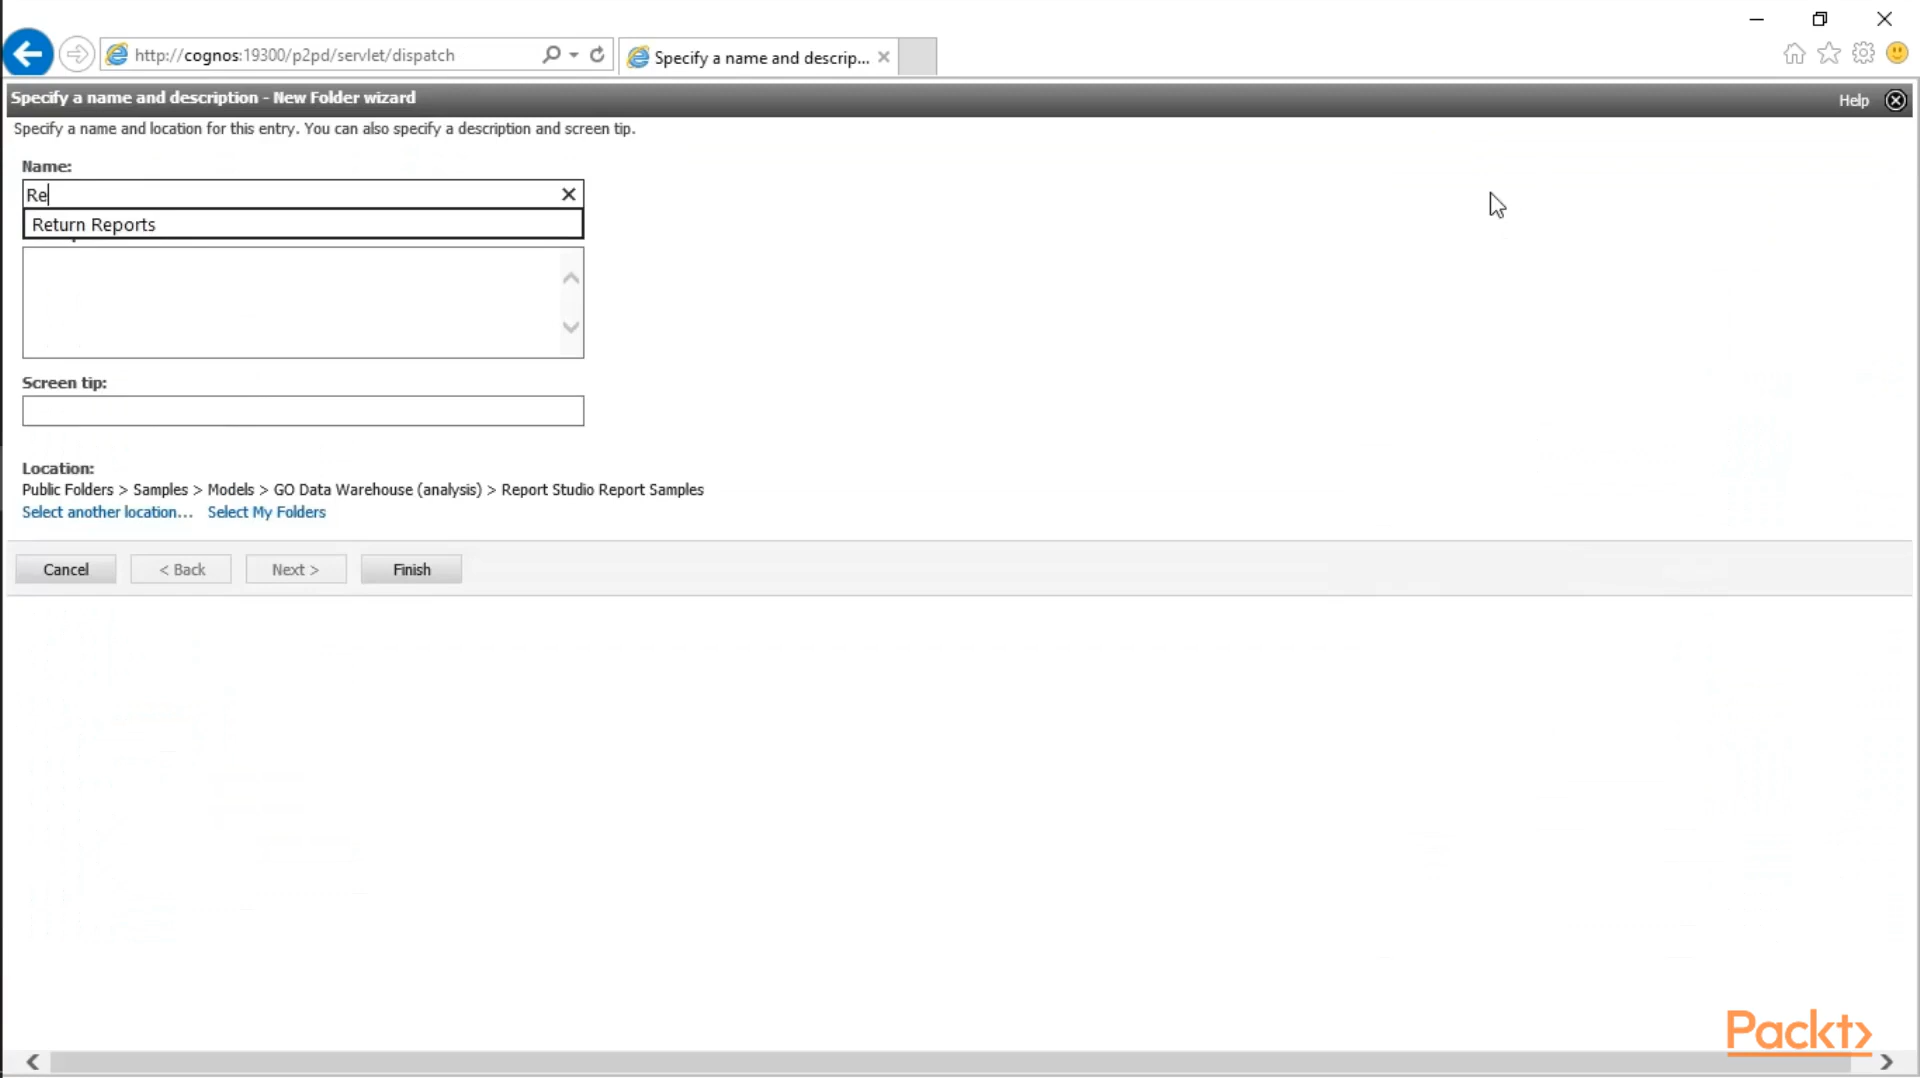 http://cognos:19300/p2pd/servlet/dispatch
Specify a name and descrip...
Specify a name and description - New Folder wizard
Help
Specify a name and location for this entry. You can also specify a description and screen tip.
Name:
Re
Return Reports
Screen tip:
Location:
Public Folders > Samples > Models > GO Data Warehouse (analysis) > Report Studio Report Samples
Select another location... Select My Folders
Cancel
< Back
Next >
Finish
Packt>